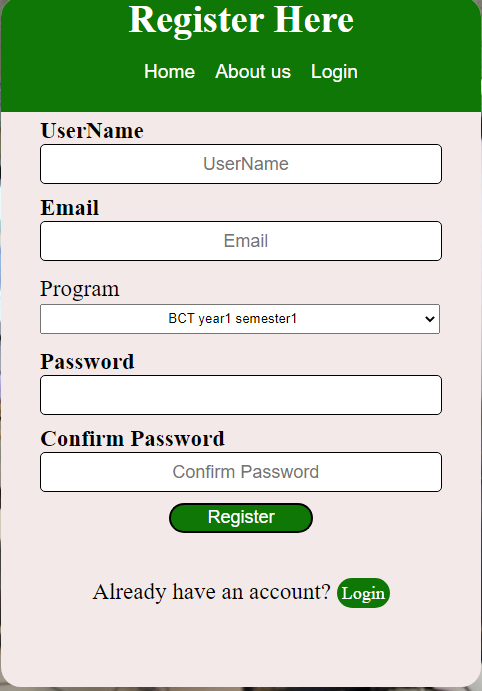 Register Here
Home About us Login
UserName
UserName
Email
Email
Program
BCT year1 semester1
Password
Confirm Password
Confirm Password
Register
Already have an account? Login